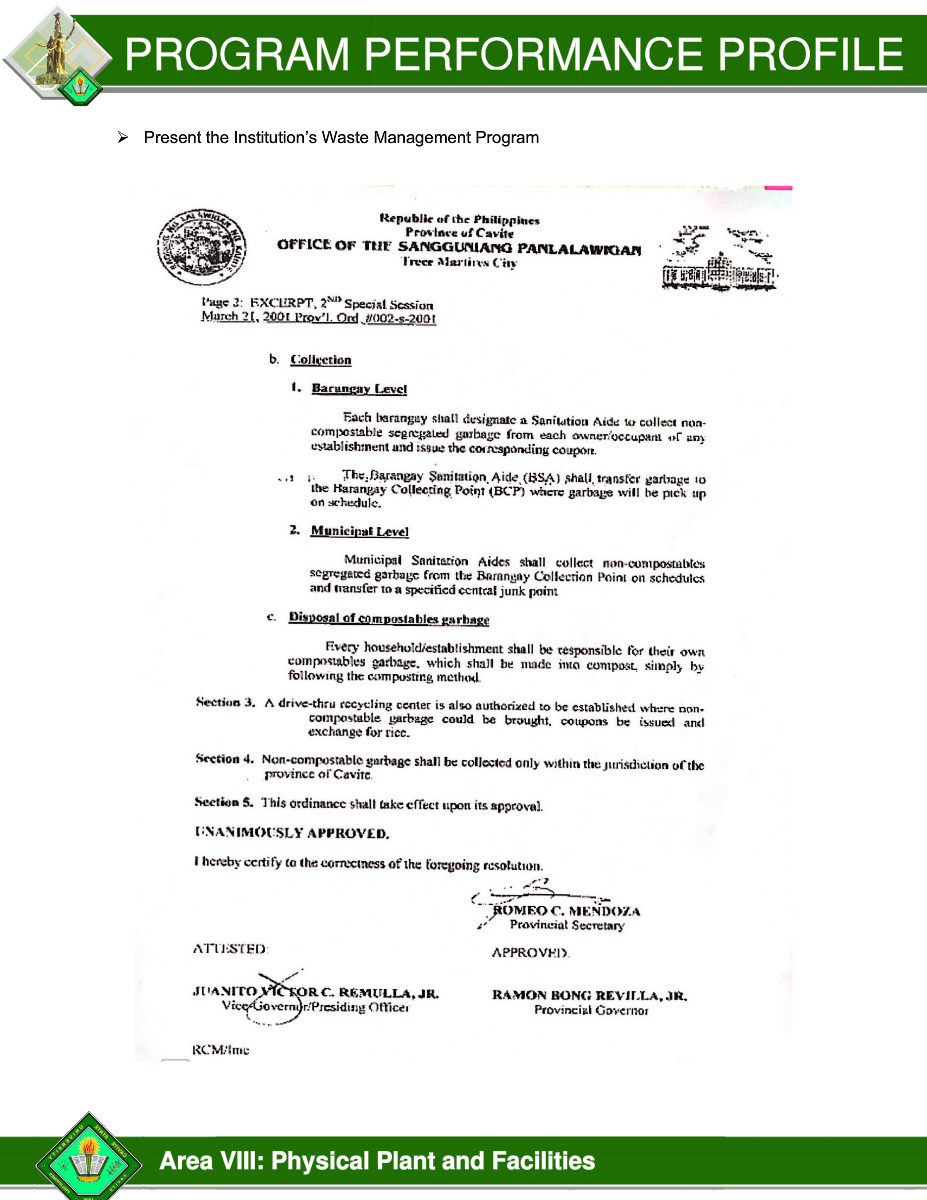 PROGRAM PERFORMANCE PROFILE
➢ Present the Institution's Waste Management Program
Republic of the Philippines
Province of Cavite
OFFICE OF THE SANGGUNIANG PANLALAWIGAN
Trece Martires City
Page 2: EXCERPT, 2ND Special Session
March 21, 2001 Prov'l. Ord. #002-s-2001
b. Collection
1. Barangay Level
Each barangay shall designate a Sanitation Aide to collect non-
compostable segregated garbage from each owner/occupant of any
establishment and issue the corresponding coupon.
The Barangay Sanitation Aide (BSA) shall transfer garbage to
the Barangay Collecting Point (BCP) where garbage will be pick up
on schedule.
2. Municipal Level
Municipal Sanitation Aides shall collect non-compostables
segregated garbage from the Barangay Collection Point on schedules
and transfer to a specified central junk point
c. Disposal of compostables garbage
Every household/establishment shall be responsible for their own
compostables garbage, which shall be made into compost, simply by
following the composting method.
Section 3. A drive-thru recycling center is also authorized to be established where non-
compostable garbage could be brought, coupons be issued and
exchange for rice.
Section 4. Non-compostable garbage shall be collected only within the jurisdiction of the
province of Cavite.
Section 5. This ordinance shall take effect upon its approval.
UNANIMOUSLY APPROVED.
I hereby certify to the correctness of the foregoing resolution.
ROMEO C. MENDOZA
Provincial Secretary
ATTESTED:
APPROVED:
JUANITO VICTOR C. REMULLA, JR.
Vice-Governor/Presiding Officer
RAMON BONG REVILLA, JR.
Provincial Governor
RCM/lmc
Area VIII: Physical Plant and Facilities